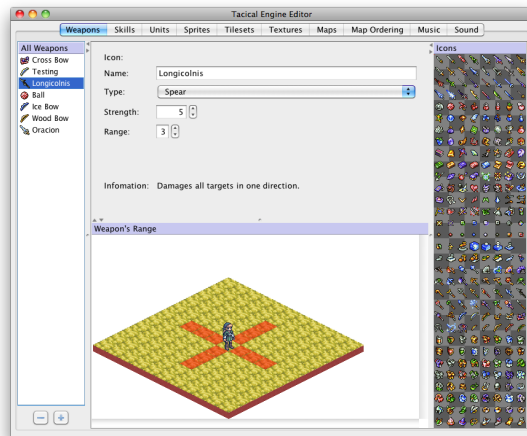 Tacical Engine Editor
Weapons Skills Units Sprites Tilesets Textures Maps Map Ordering Music Sound
All Weapons
Cross Bow
Testing
Longicolnis
Ball
Ice Bow
Wood Bow
Oracion
Icon:
Name: Longicolnis
Type: Spear
Strength: 5
Range: 3
Infomation: Damages all targets in one direction.
Weapon's Range
Icons